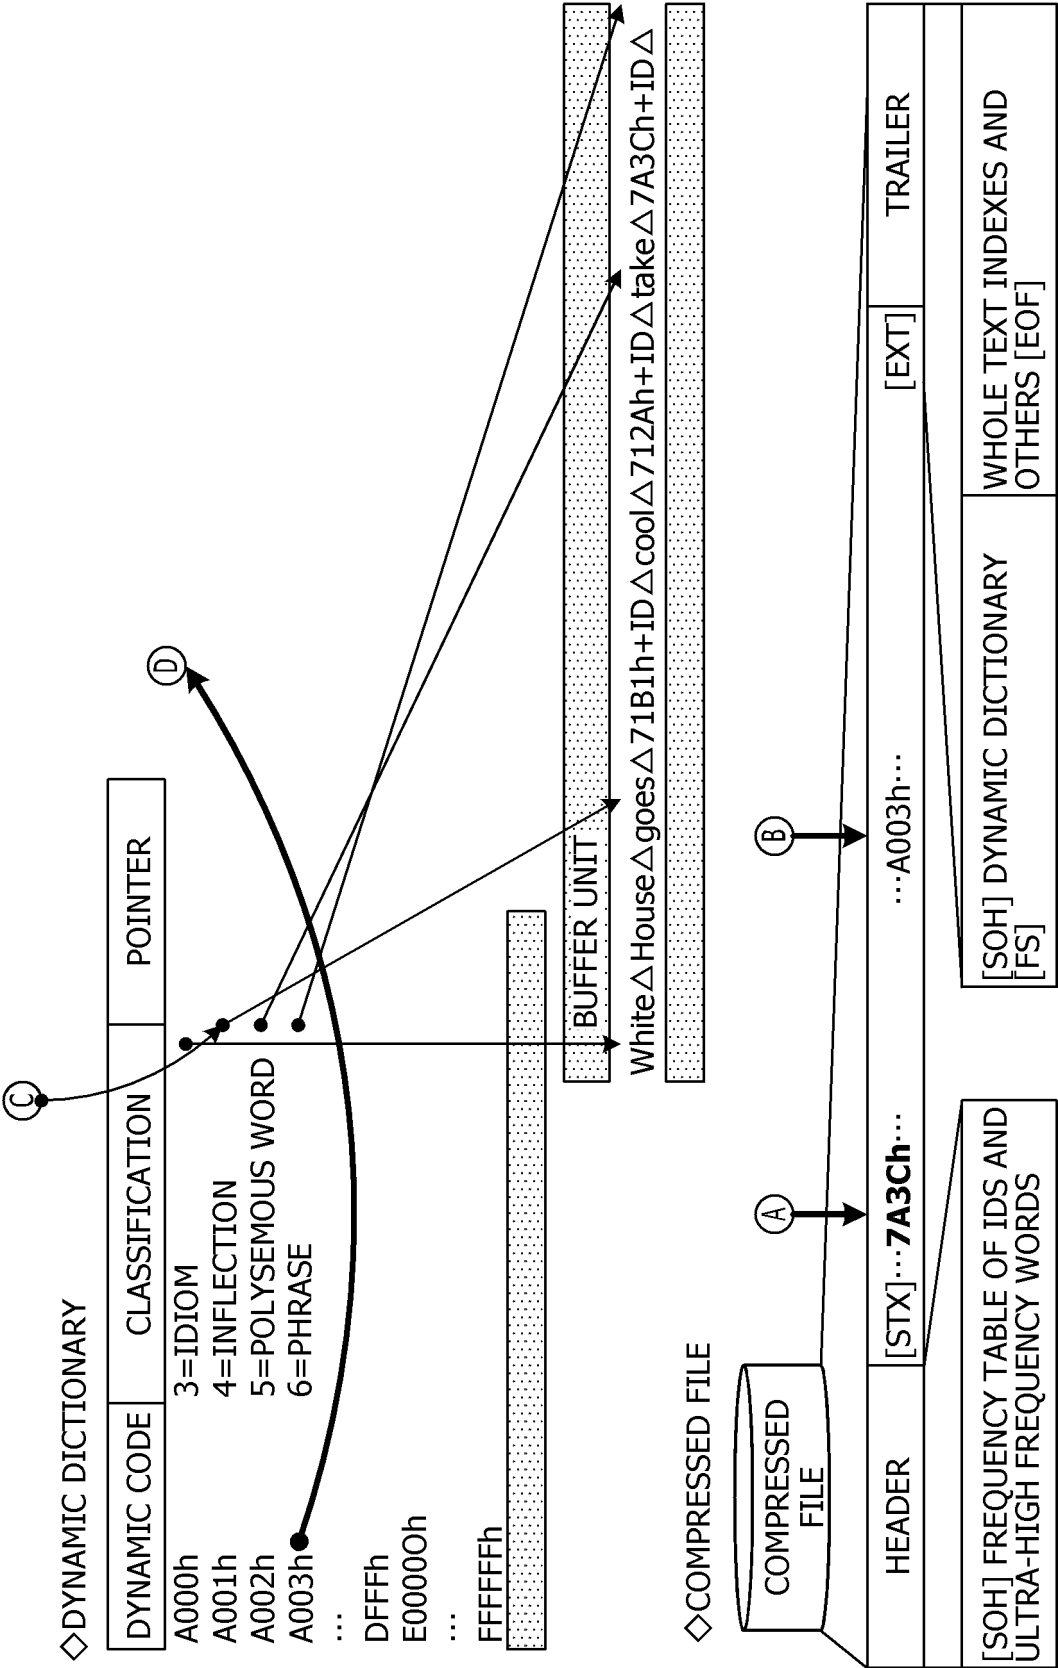 ◇DYNAMIC DICTIONARY
DYNAMIC CODE CLASSIFICATION POINTER
A000h 3=IDIOM
A001h 4=INFLECTION
A002h 5=POLYSEMOUS WORD
A003h 6=PHRASE
...
DFFFh
E00000h
...
FFFFFFh
C
D
BUFFER UNIT
White△House△goes△71B1h+ID△cool△712Ah+ID△take△7A3Ch+ID△
◇COMPRESSED FILE
COMPRESSED
FILE
A
B
HEADER [STX]...7A3Ch... ...A003h... [EXT] TRAILER
[SOH] FREQUENCY TABLE OF IDS AND
ULTRA-HIGH FREQUENCY WORDS
[SOH] DYNAMIC DICTIONARY
[FS]
WHOLE TEXT INDEXES AND
OTHERS [EOF]